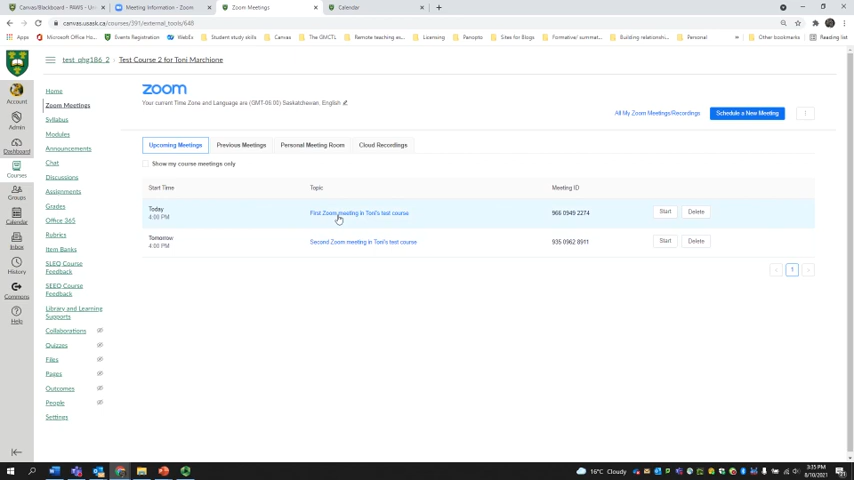 Canvas/Blackboard - PAWS - Uni
Meeting Information - Zoom
Zoom Meetings
Calendar
canvas.usask.ca/courses/391/external_tools/648
Apps
Microsoft Office Ho...
Events Registration
WebEx
Student study skills
Canvas
The GMCTs
Remote teaching as...
Learning
Panopto
Sites for Blogs
Formative/ summat...
Building relationshi...
Personal
Other bookmarks
Reading list
test_qhg186_2 > Test Course 2 for Toni Marchione
Account
Admin
Dashboard
Courses
Groups
Calendar
Inbox
History
Commons
Help
Home
Zoom Meetings
Syllabus
Modules
Announcements
Chat
Discussions
Assignments
Grades
Office 365
Rubrics
Item Banks
SLEQ Course
Feedback
SEEQ Course
Feedback
Library and Learning
Supports
Collaborations
Quizzes
Files
Pages
Outcomes
People
Settings
zoom
Your current Time Zone and Language are (GMT-06:00) Saskatchewan, English
All My Zoom Meetings/Recordings
Schedule a New Meeting
Upcoming Meetings
Previous Meetings
Personal Meeting Room
Cloud Recordings
Show my course meetings only
Start Time
Topic
Meeting ID
Today
4:00 PM
First Zoom meeting in Toni's test course
966 0949 2274
Start
Delete
Tomorrow
4:00 PM
Second Zoom meeting in Toni's test course
935 0962 8911
Start
Delete
1
16°C Cloudy
3:35 PM
8/10/2021